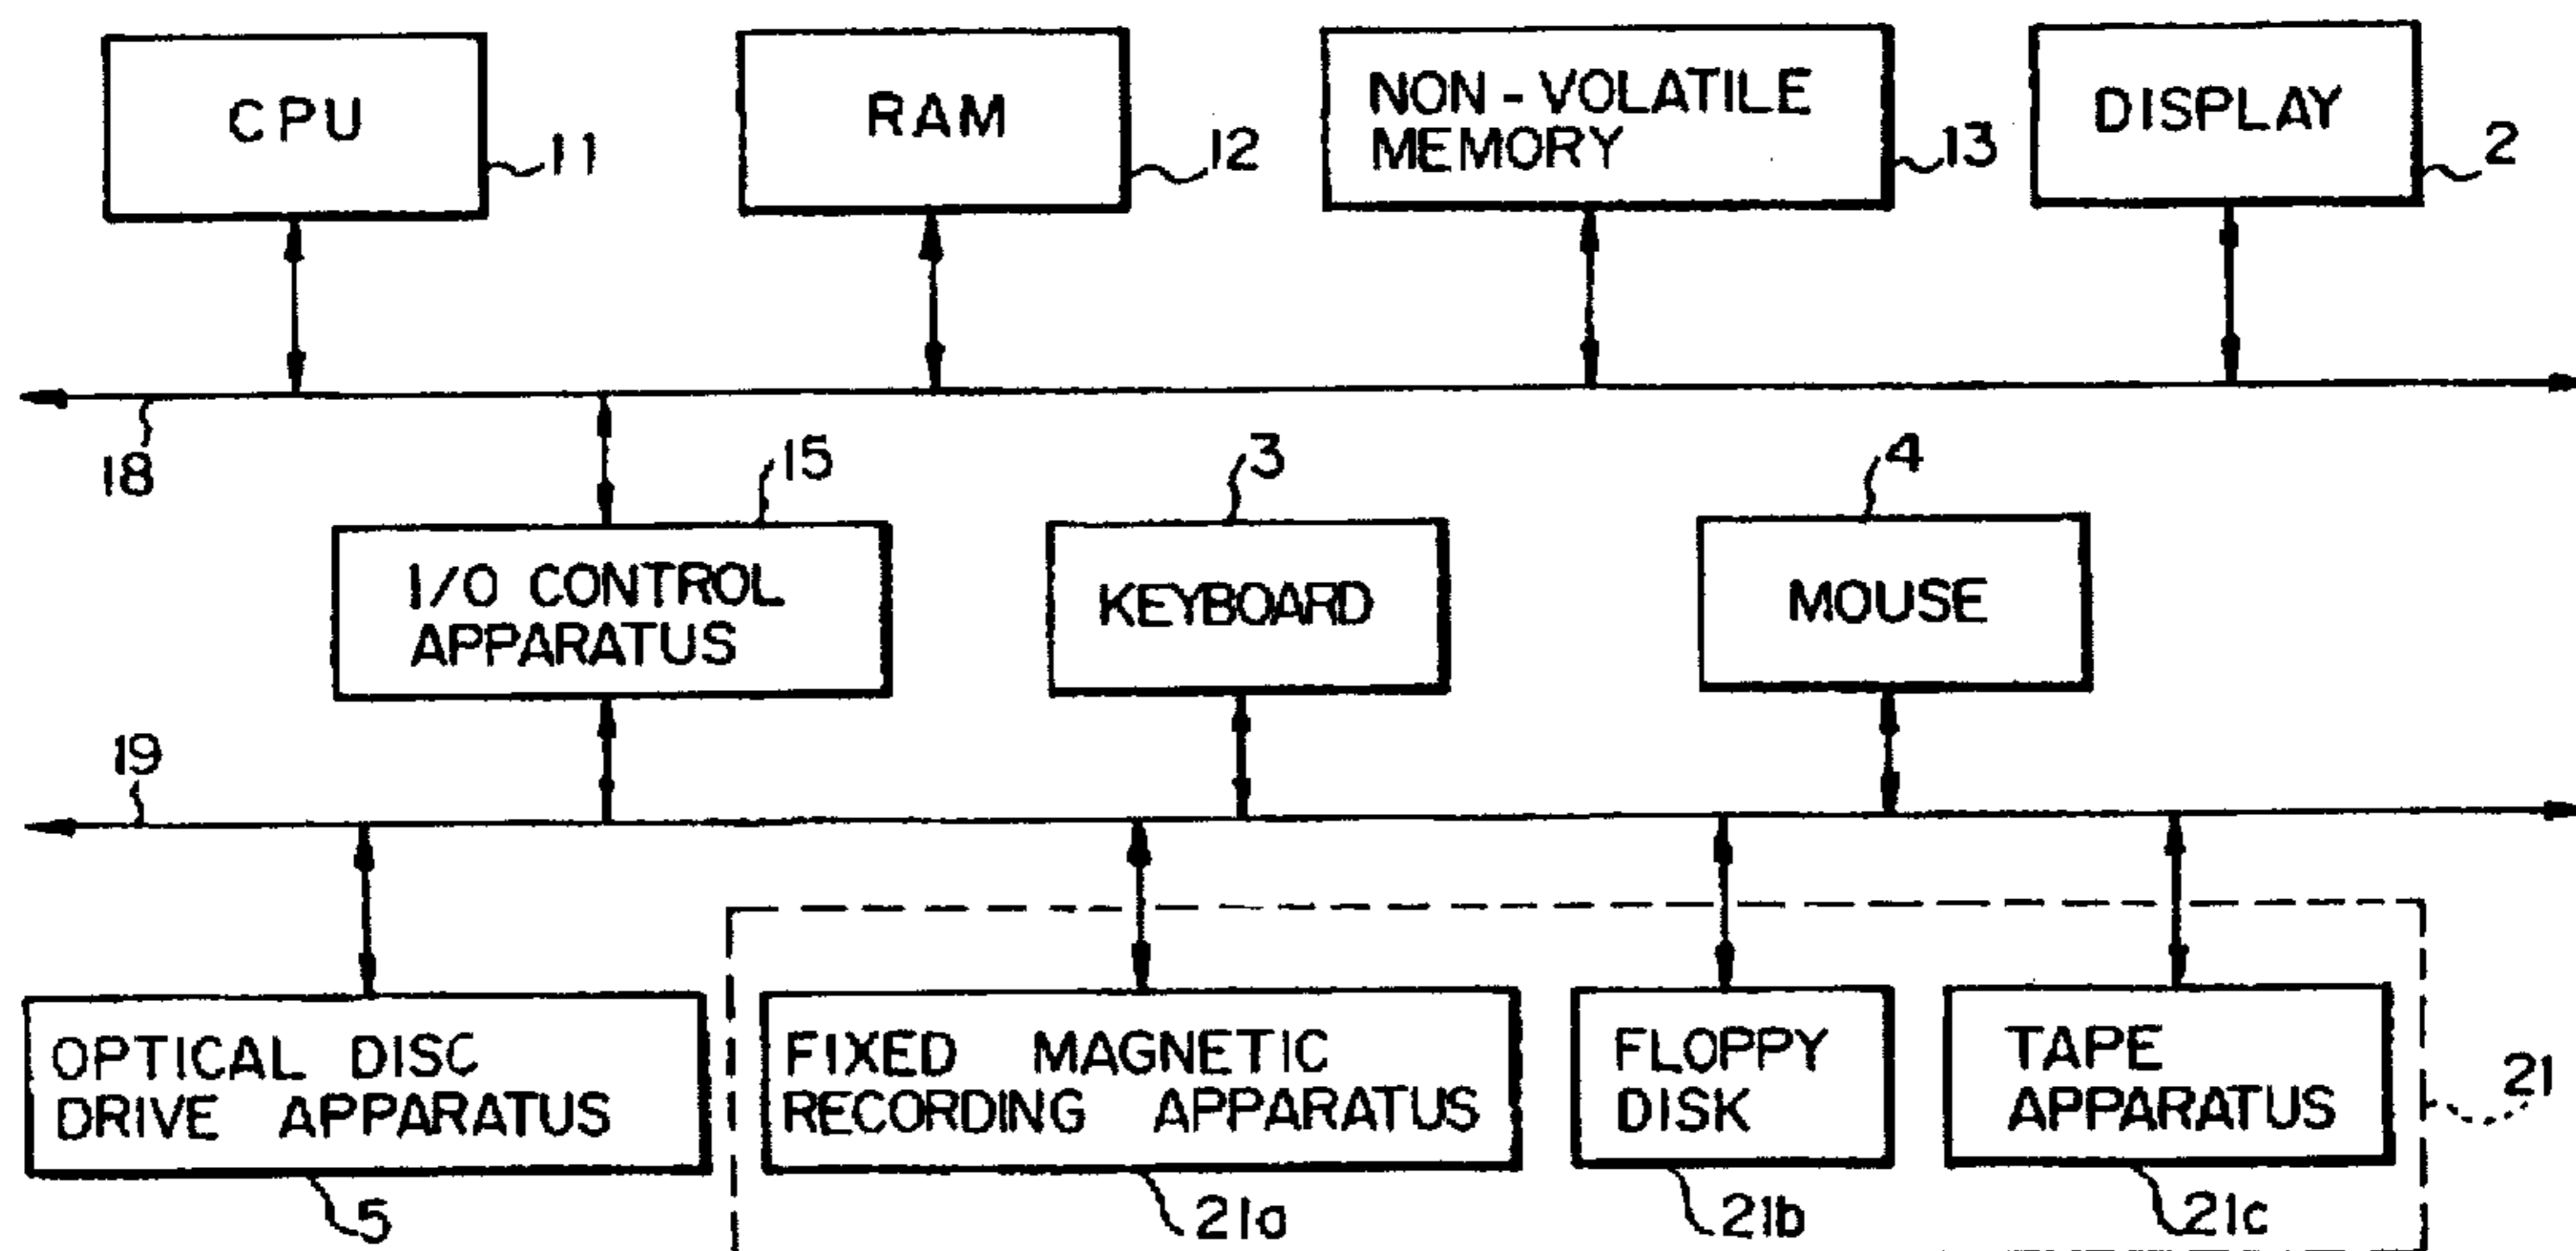 CPU
11
RAM
12
NON-VOLATILE
MEMORY
13
DISPLAY
2
18
15
I/O CONTROL
APPARATUS
3
KEYBOARD
4
MOUSE
19
OPTICAL DISC
DRIVE APPARATUS
5
FIXED MAGNETIC
RECORDING APPARATUS
21a
FLOPPY
DISK
21b
TAPE
APPARATUS
21c
21